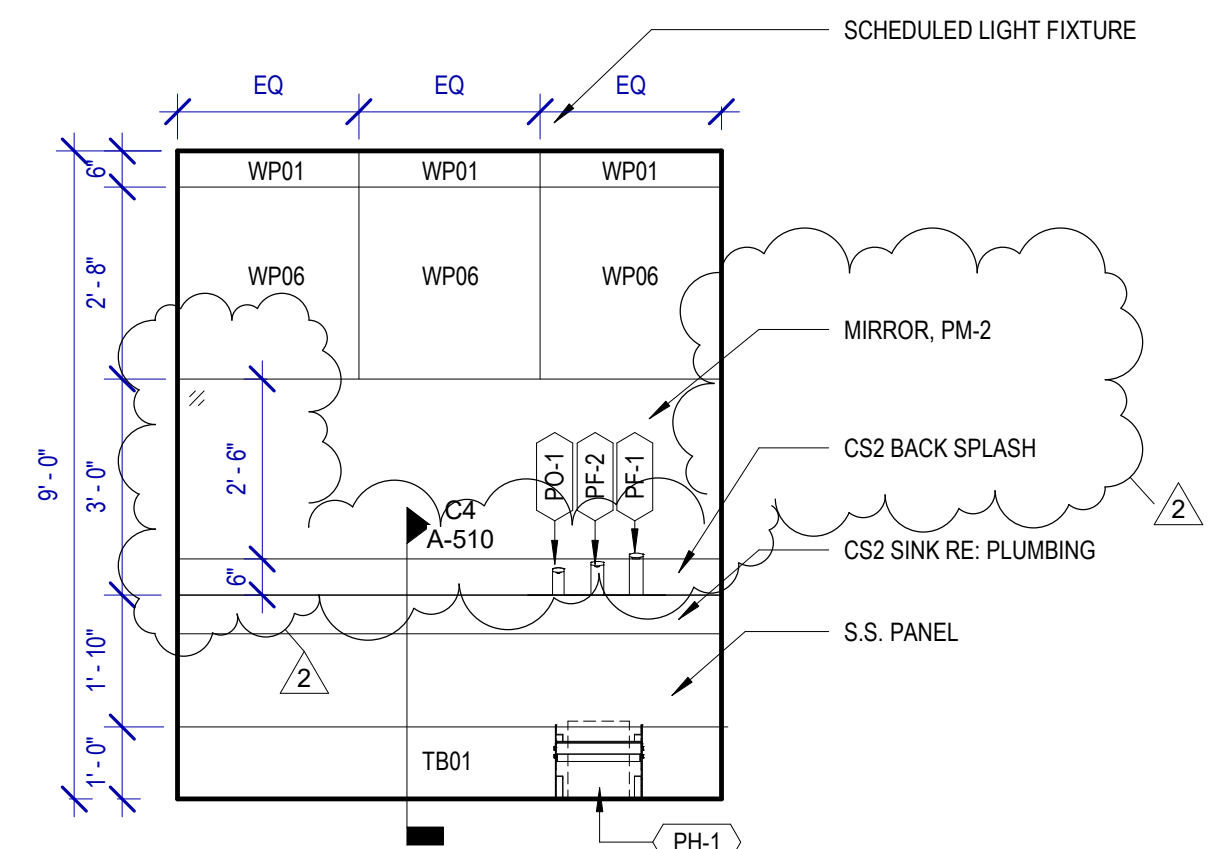 SCHEDULED LIGHT FIXTURE
EQ EQ EQ
6"
WP01 WP01 WP01
2' - 8"
WP06 WP06 WP06
MIRROR, PM-2
9' - 0"
3' - 0"
2' - 6"
PO-1 PF-2 PF-1
CS2 BACK SPLASH
C4
A-510
2
CS2 SINK RE: PLUMBING
6"
S.S. PANEL
1' - 10"
2
1' - 0"
TB01
PH-1